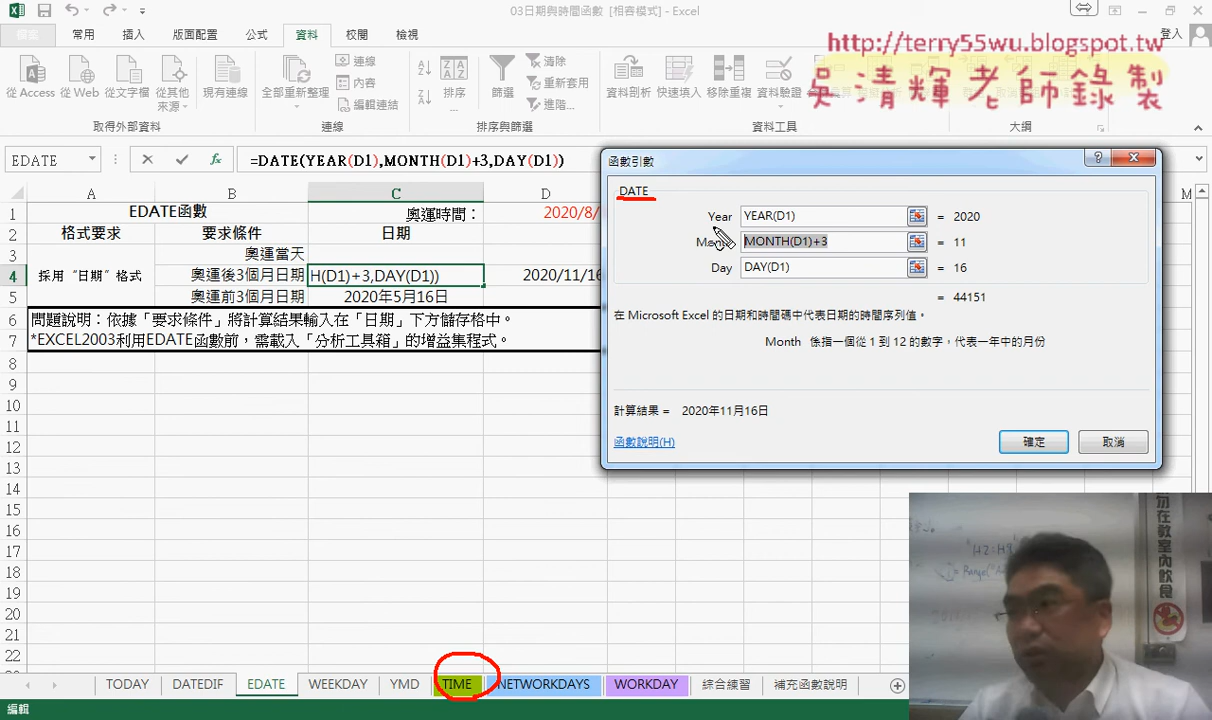 03日期與時間函數 [相容模式] - Excel
常用 插入 版面配置 公式 資料 校閱 檢視 登入
http://terry55wu.blogspot.tw
吳清輝老師錄製
從 Access 從 Web 從文字檔 從其他來源 現有連線 全部重新整理 連線 內容 編輯連結 排序... 篩選 清除 重新套用 進階... 資料剖析 快速填入 移除重複 資料驗證
取得外部資料 連線 排序與篩選 資料工具 大綱
EDATE =DATE(YEAR(D1),MONTH(D1)+3,DAY(D1))
A B C D M
1 EDATE函數 奧運時間： 2020/8/
2 格式要求 要求條件 日期
3 奧運當天
4 採用 "日期" 格式 奧運後3個月日期 H(D1)+3,DAY(D1)) 2020/11/16
5 奧運前3個月日期 2020年5月16日
6 問題說明：依據「要求條件」將計算結果輸入在「日期」下方儲存格中。
7 *EXCEL2003利用EDATE函數前，需載入「分析工具箱」的增益集程式。
8
9
10
11
12
13
14
15
16
17
18
19
20
21
22
函數引數
DATE
Year YEAR(D1) = 2020
MONTH(D1)+3 = 11
Day DAY(D1) = 16
= 44151
在 Microsoft Excel 的日期和時間碼中代表日期的時間序列值。
Month 係指一個從 1 到 12 的數字，代表一年中的月份
計算結果 = 2020年11月16日
函數說明(H) 確定 取消
勿在教室內飲食
TODAY DATEDIF EDATE WEEKDAY YMD TIME NETWORKDAYS WORKDAY 綜合練習 補充函數說明
編輯